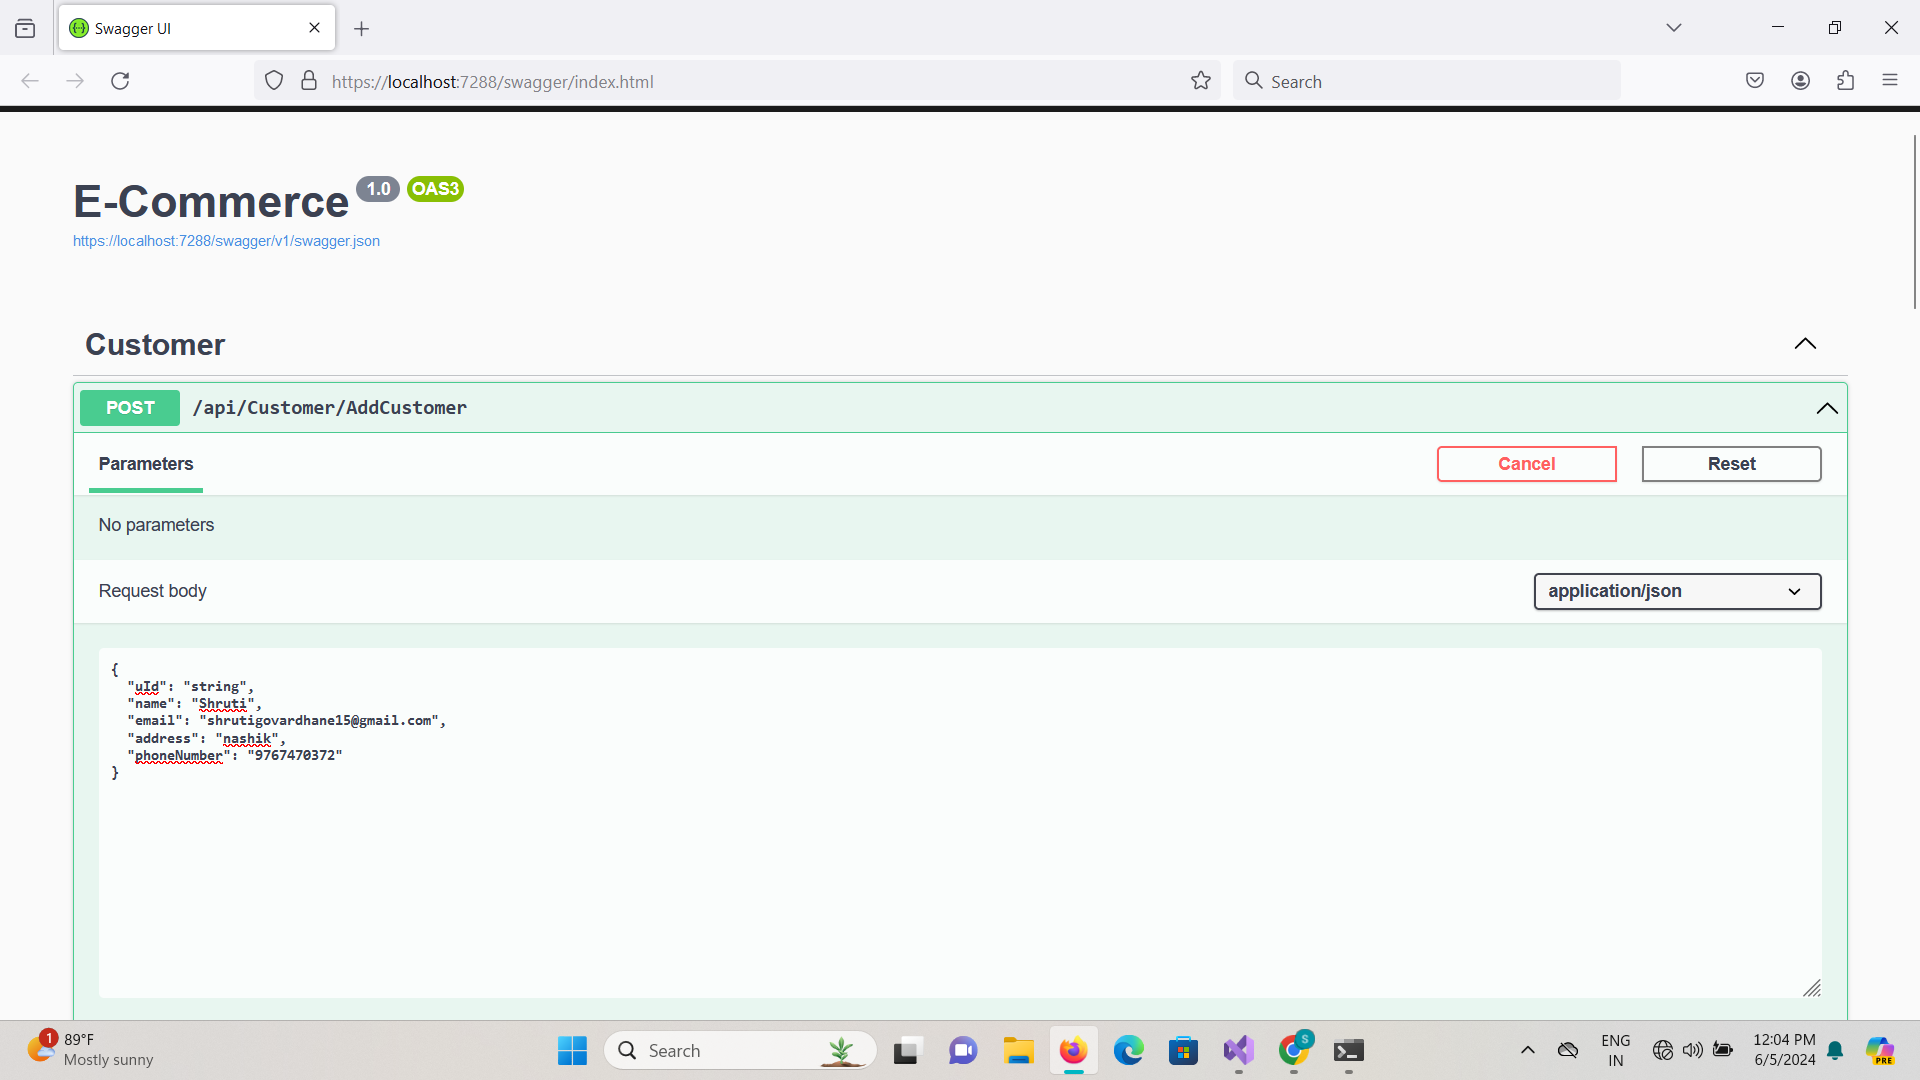 Swagger UI
https://localhost:7288/swagger/index.html
Search
E-Commerce 1.0 OAS3
https://localhost:7288/swagger/v1/swagger.json
Customer
POST /api/Customer/AddCustomer
Parameters
Cancel
Reset
No parameters
Request body
application/json
{
"uId": "string",
"name": "Shruti",
"email": "shrutigovardhane15@gmail.com",
"address": "nashik",
"phoneNumber": "9767470372"
}
1
89°F
Mostly sunny
Search
S
ENG
IN
12:04 PM
6/5/2024
PRE